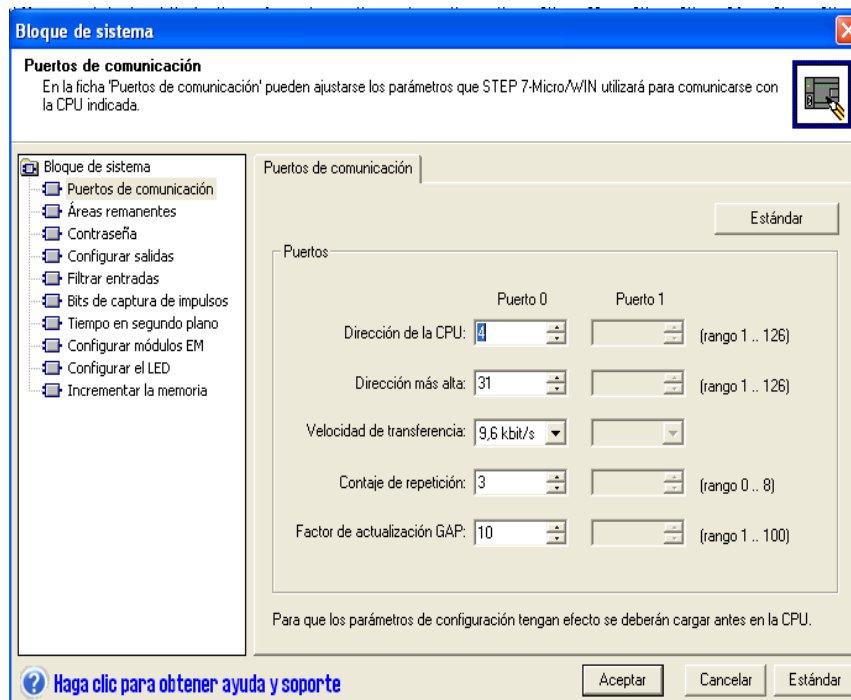 Bloque de sistema
Puertos de comunicación
En la ficha 'Puertos de comunicación' pueden ajustarse los parámetros que STEP 7-Micro/WIN utilizará para comunicarse con
la CPU indicada.
Bloque de sistema
Puertos de comunicación
Áreas remanentes
Contraseña
Configurar salidas
Filtrar entradas
Bits de captura de impulsos
Tiempo en segundo plano
Configurar módulos EM
Configurar el LED
Incrementar la memoria
Puertos de comunicación
Estándar
Puertos
Puerto 0 Puerto 1
Dirección de la CPU: 4 (rango 1 .. 126)
Dirección más alta: 31 (rango 1 .. 126)
Velocidad de transferencia: 9,6 kbit/s
Contaje de repetición: 3 (rango 0 .. 8)
Factor de actualización GAP: 10 (rango 1 .. 100)
Para que los parámetros de configuración tengan efecto se deberán cargar antes en la CPU.
Haga clic para obtener ayuda y soporte
Aceptar Cancelar Estándar